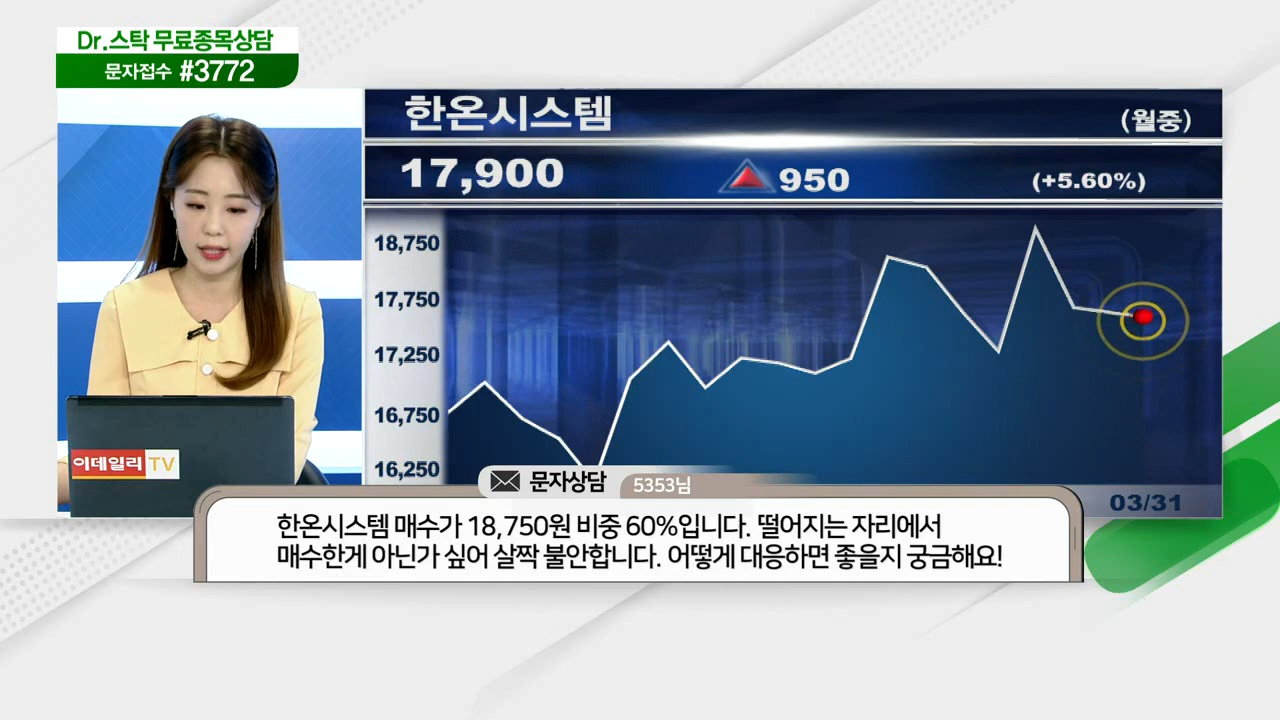 Dr.스탁 무료종목상담
문자접수 #3772
한온시스템
(월중)
17,900
▲950
(+5.60%)
18,750
17,750
17,250
16,750
16,250
03/31
이데일리 TV
문자상담 5353님
한온시스템 매수가 18,750원 비중 60%입니다. 떨어지는 자리에서
매수한게 아닌가 싶어 살짝 불안합니다. 어떻게 대응하면 좋을지 궁금해요!